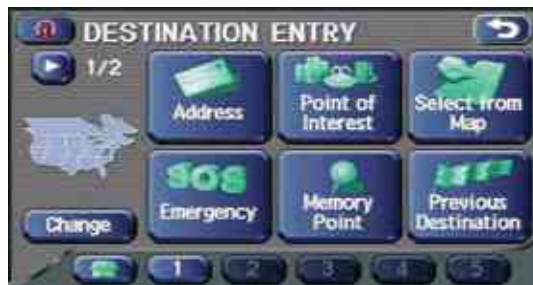 DESTINATION ENTRY
1/2
Address
Point of
Interest
Select from
Map
SOS
Emergency
Memory
Point
Previous
Destination
Change
1
2
3
4
5